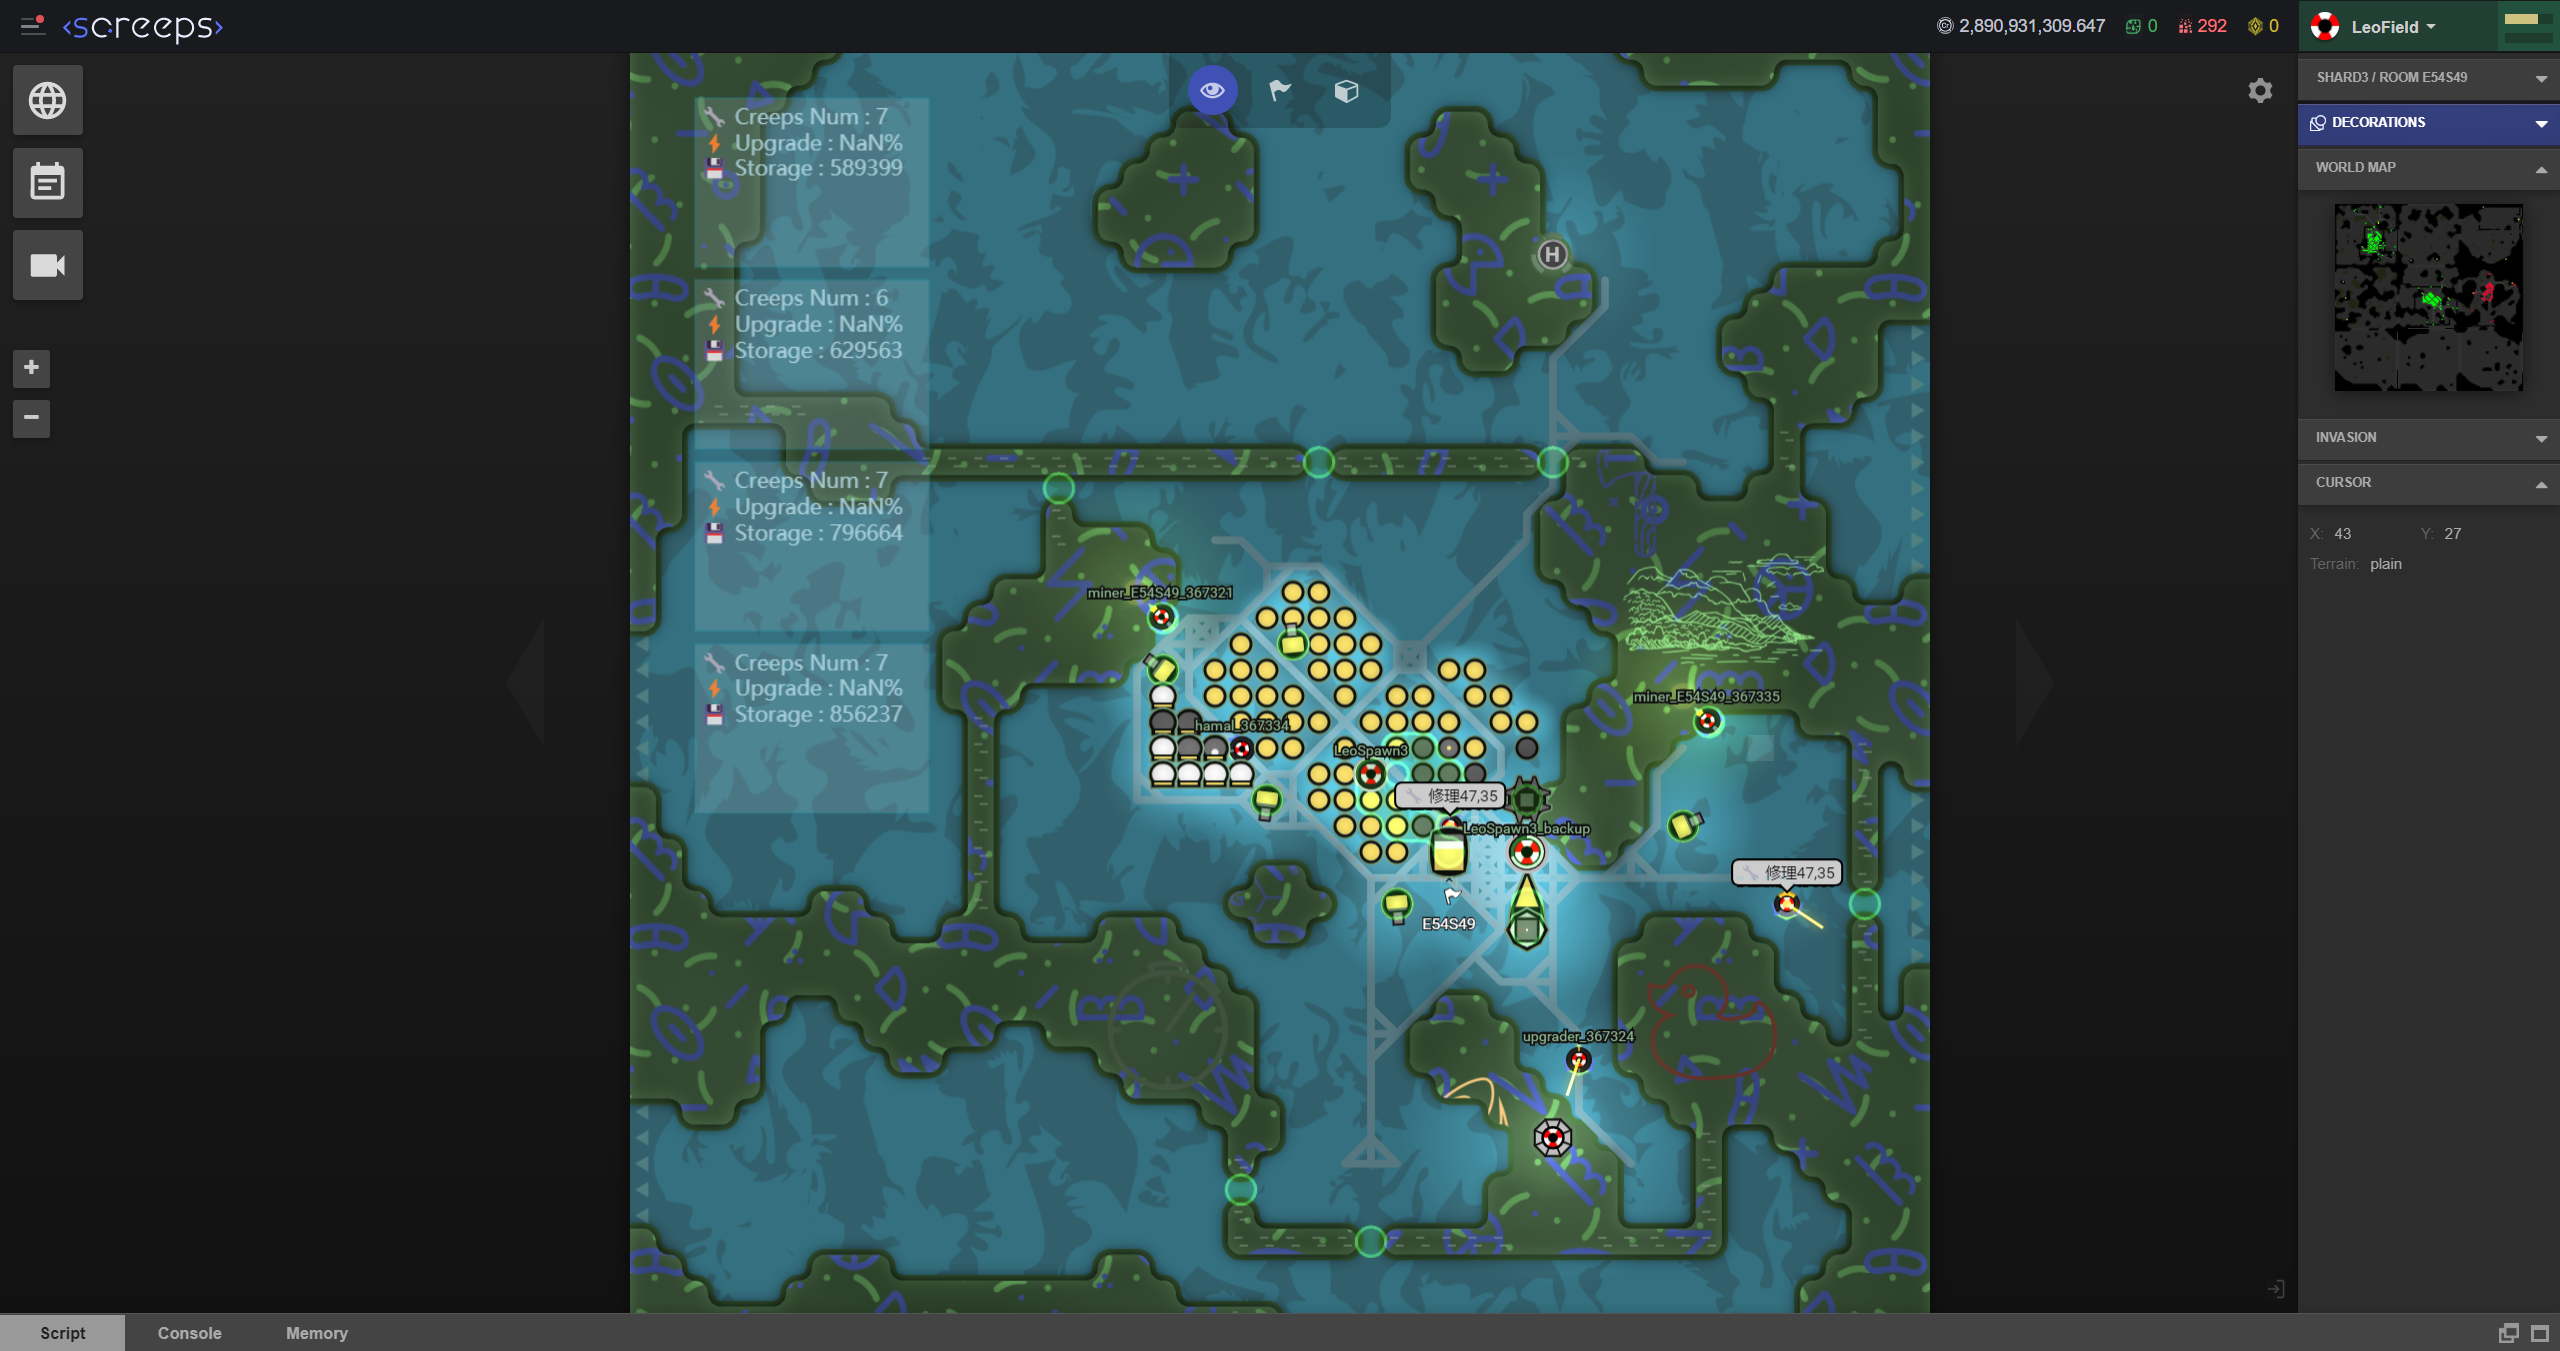 screeps
2,890,931,309.647
0
292
0
LeoField
SHARD3 / ROOM E54S49
DECORATIONS
WORLD MAP
INVASION
CURSOR
X: 43 Y: 27
Terrain: plain
Creeps Num : 7
Upgrade : NaN%
Storage : 589399
Creeps Num : 6
Upgrade : NaN%
Storage : 629563
Creeps Num : 7
Upgrade : NaN%
Storage : 796664
Creeps Num : 7
Upgrade : NaN%
Storage : 856237
H
miner_E54S49_367321
miner_E54S49_367335
hamal_367334
LeoSpawn3
修理47,35
LeoSpawn3_backup
修理47,35
E54S49
upgrader_367324
Script Console Memory